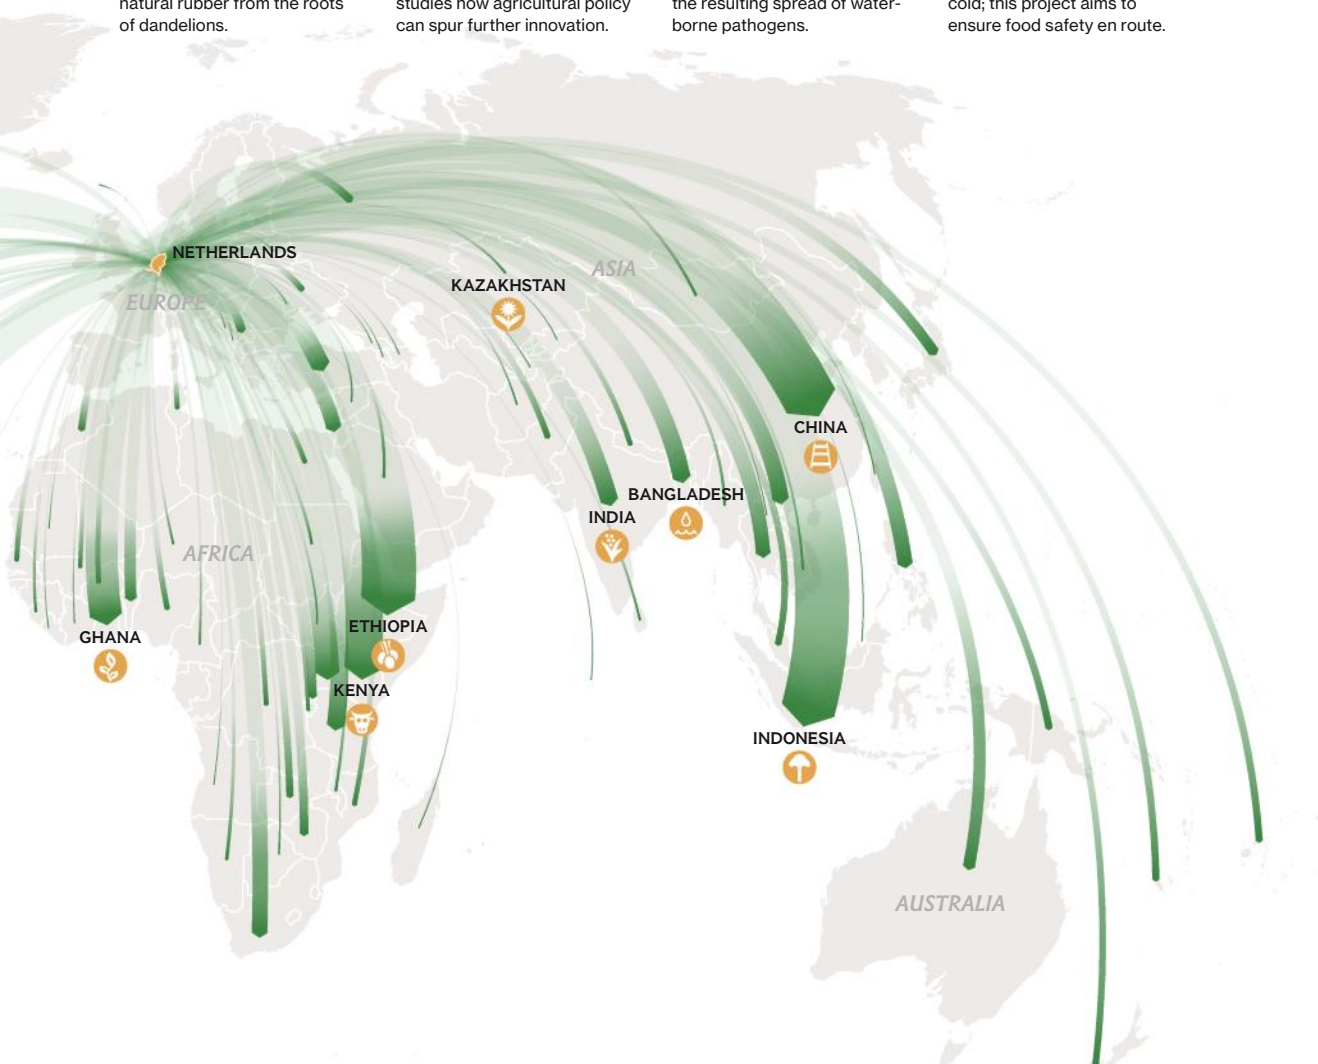 natural rubber from the roots
of dandelions.
studies how agricultural policy
can spur further innovation.
the resulting spread of water-
borne pathogens.
cold; this project aims to
ensure food safety en route.
NETHERLANDS
EUROPE
ASIA
KAZAKHSTAN
CHINA
BANGLADESH
INDIA
AFRICA
ETHIOPIA
GHANA
KENYA
INDONESIA
AUSTRALIA